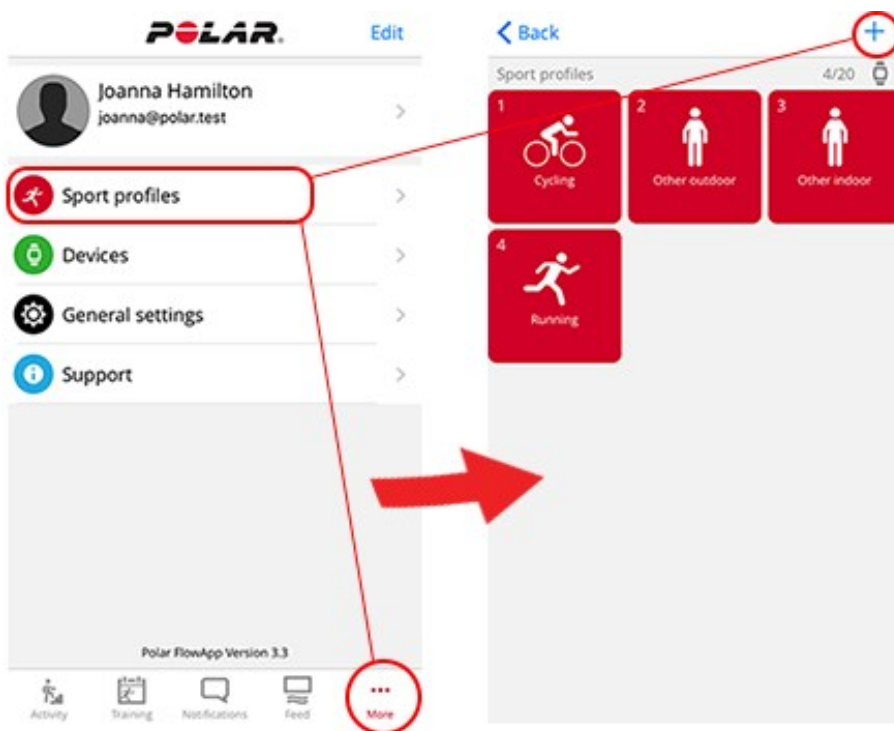 POLAR.
Edit
Joanna Hamilton
joanna@polar.test
Sport profiles
Devices
General settings
Support
Polar FlowApp Version 3.3
Activity
Training
Notifications
Feed
More
Back
Sport profiles
4/20
1
Cycling
2
Other outdoor
3
Other indoor
4
Running